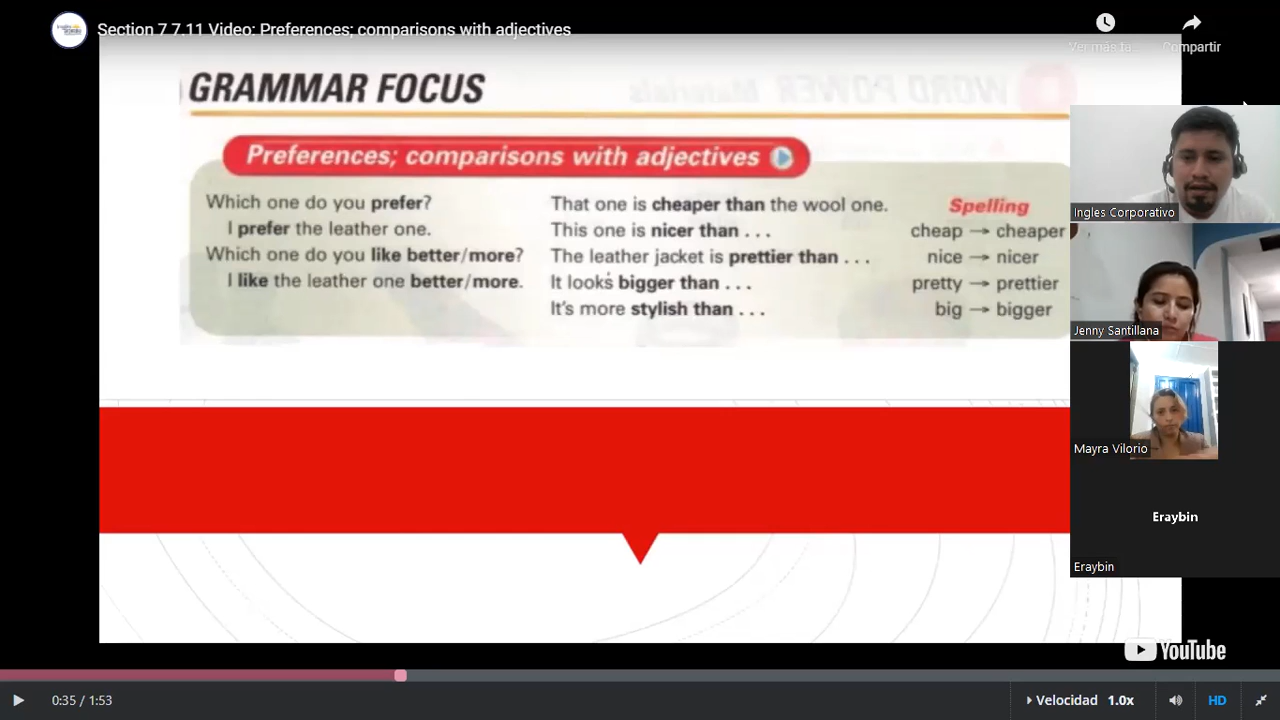 Section 7 7.11 Video: Preferences; comparisons with adjectives
Compartir
GRAMMAR FOCUS
WORD POWER Materials
Preferences; comparisons with adjectives
Which one do you prefer?
I prefer the leather one.
Which one do you like better/more?
I like the leather one better/more.
That one is cheaper than the wool one.
This one is nicer than . . .
The leather jacket is prettier than . . .
It looks bigger than . . .
It's more stylish than . . .
Spelling
cheap → cheaper
nice → nicer
pretty → prettier
big → bigger
Ingles Corporativo
Jenny Santillana
Mayra Vilorio
Eraybin
Eraybin
YouTube
0:35 / 1:53
Velocidad 1.0x
HD